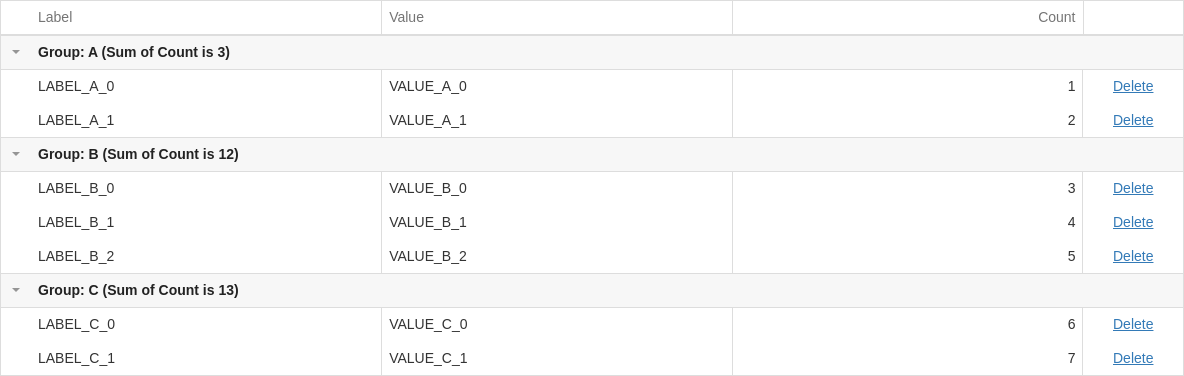 Label Value Count
Group: A (Sum of Count is 3)
LABEL_A_0 VALUE_A_0 1 Delete
LABEL_A_1 VALUE_A_1 2 Delete
Group: B (Sum of Count is 12)
LABEL_B_0 VALUE_B_0 3 Delete
LABEL_B_1 VALUE_B_1 4 Delete
LABEL_B_2 VALUE_B_2 5 Delete
Group: C (Sum of Count is 13)
LABEL_C_0 VALUE_C_0 6 Delete
LABEL_C_1 VALUE_C_1 7 Delete